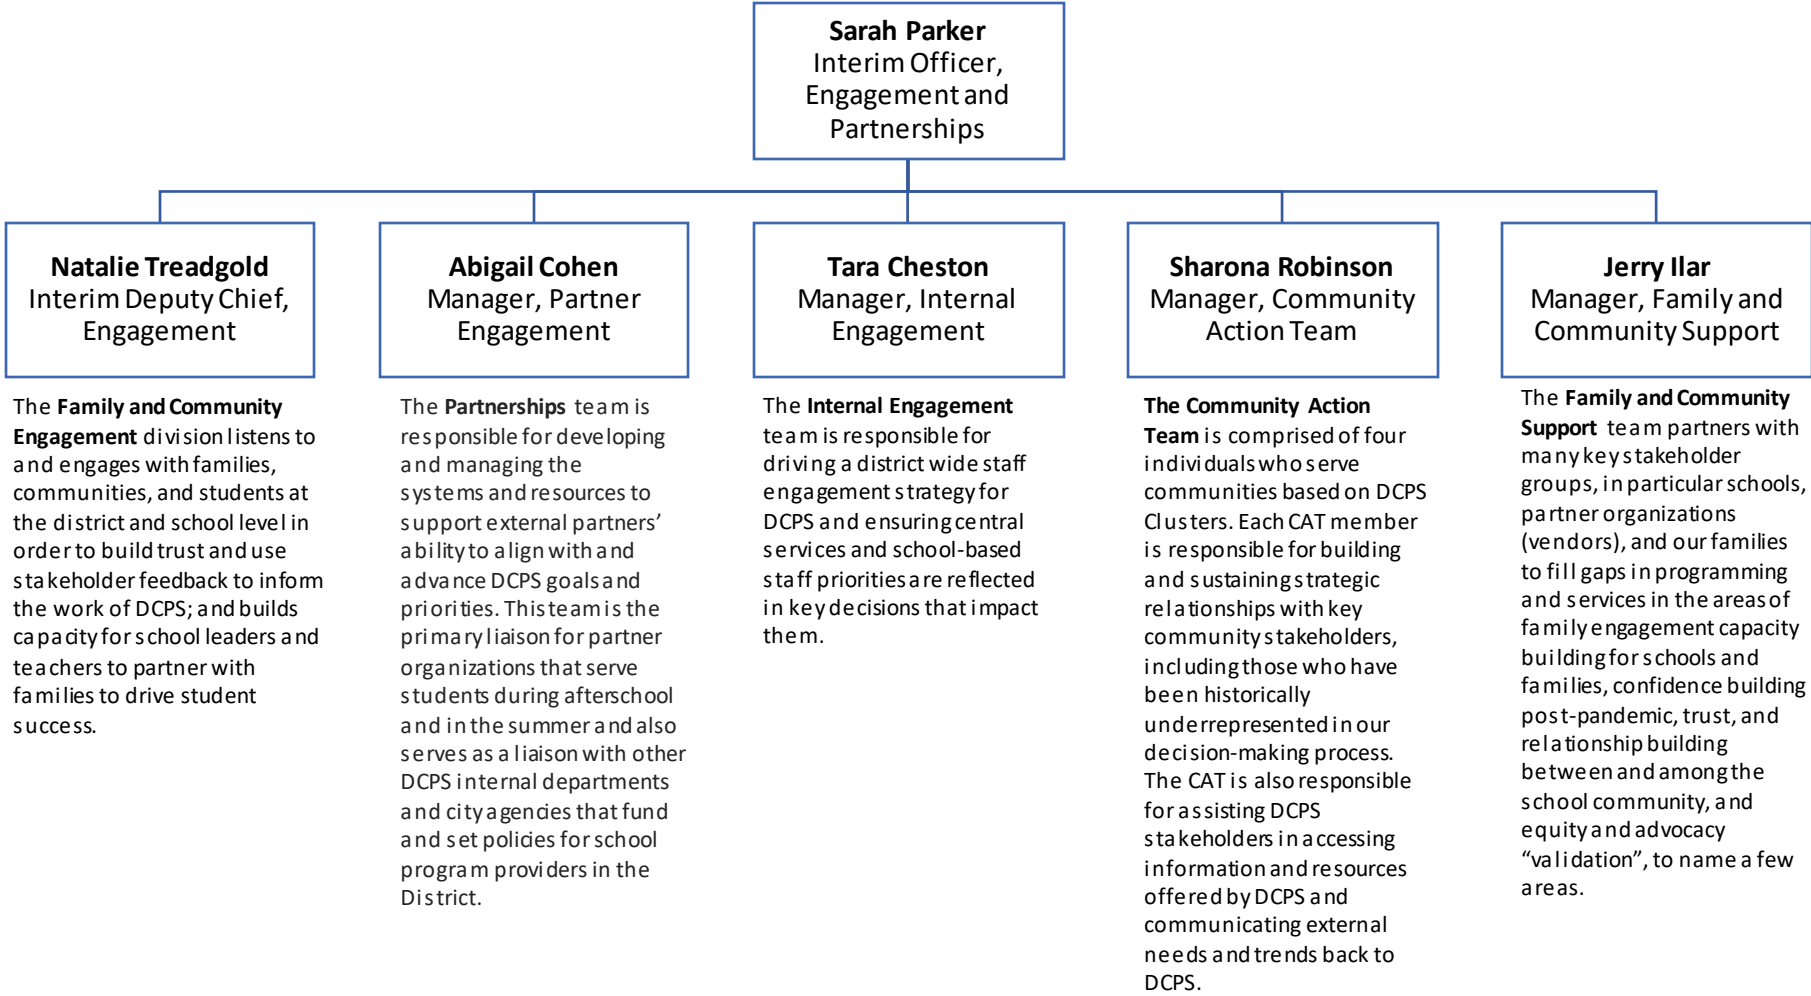 Sarah Parker
Interim Officer,
Engagement and
Partnerships
Natalie Treadgold
Interim Deputy Chief,
Engagement
Abigail Cohen
Manager, Partner
Engagement
Tara Cheston
Manager, Internal
Engagement
Sharona Robinson
Manager, Community
Action Team
Jerry Ilar
Manager, Family and
Community Support
The Family and Community
Engagement division listens to
and engages with families,
communities, and students at
the district and school level in
order to build trust and use
stakeholder feedback to inform
the work of DCPS; and builds
capacity for school leaders and
teachers to partner with
families to drive student
success.
The Partnerships team is
responsible for developing
and managing the
systems and resources to
support external partners’
ability to align with and
advance DCPS goals and
priorities. This team is the
primary liaison for partner
organizations that serve
students during afterschool
and in the summer and also
serves as a liaison with other
DCPS internal departments
and city agencies that fund
and set policies for school
program providers in the
District.
The Internal Engagement
team is responsible for
driving a district wide staff
engagement strategy for
DCPS and ensuring central
services and school-based
staff priorities are reflected
in key decisions that impact
them.
The Community Action
Team is comprised of four
individuals who serve
communities based on DCPS
Clusters. Each CAT member
is responsible for building
and sustaining strategic
relationships with key
community stakeholders,
including those who have
been historically
underrepresented in our
decision-making process.
The CAT is also responsible
for assisting DCPS
stakeholders in accessing
information and resources
offered by DCPS and
communicating external
needs and trends back to
DCPS.
The Family and Community
Support team partners with
many key stakeholder
groups, in particular schools,
partner organizations
(vendors), and our families
to fill gaps in programming
and services in the areas of
family engagement capacity
building for schools and
families, confidence building
post-pandemic, trust, and
relationship building
between and among the
school community, and
equity and advocacy
“validation”, to name a few
areas.